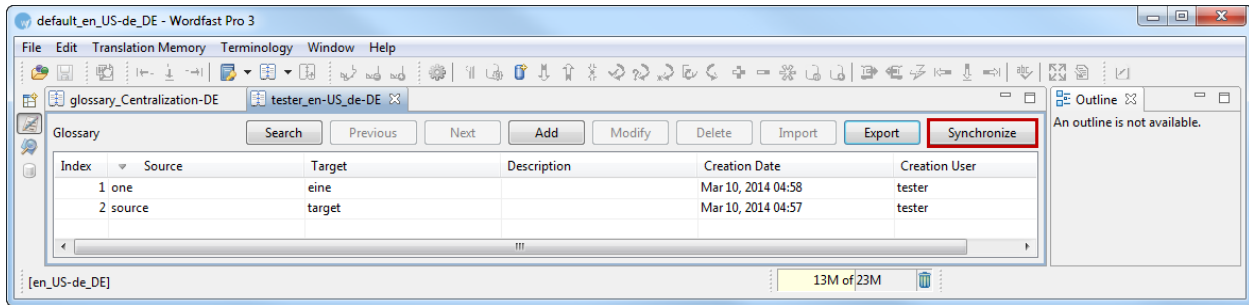 default_en_US-de_DE - Wordfast Pro 3
File Edit Translation Memory Terminology Window Help
glossary_Centralization-DE tester_en-US_de-DE Outline
Glossary Search Previous Next Add Modify Delete Import Export Synchronize An outline is not available.
Index Source Target Description Creation Date Creation User
1 one eine Mar 10, 2014 04:58 tester
2 source target Mar 10, 2014 04:57 tester
[en_US-de_DE] 13M of 23M